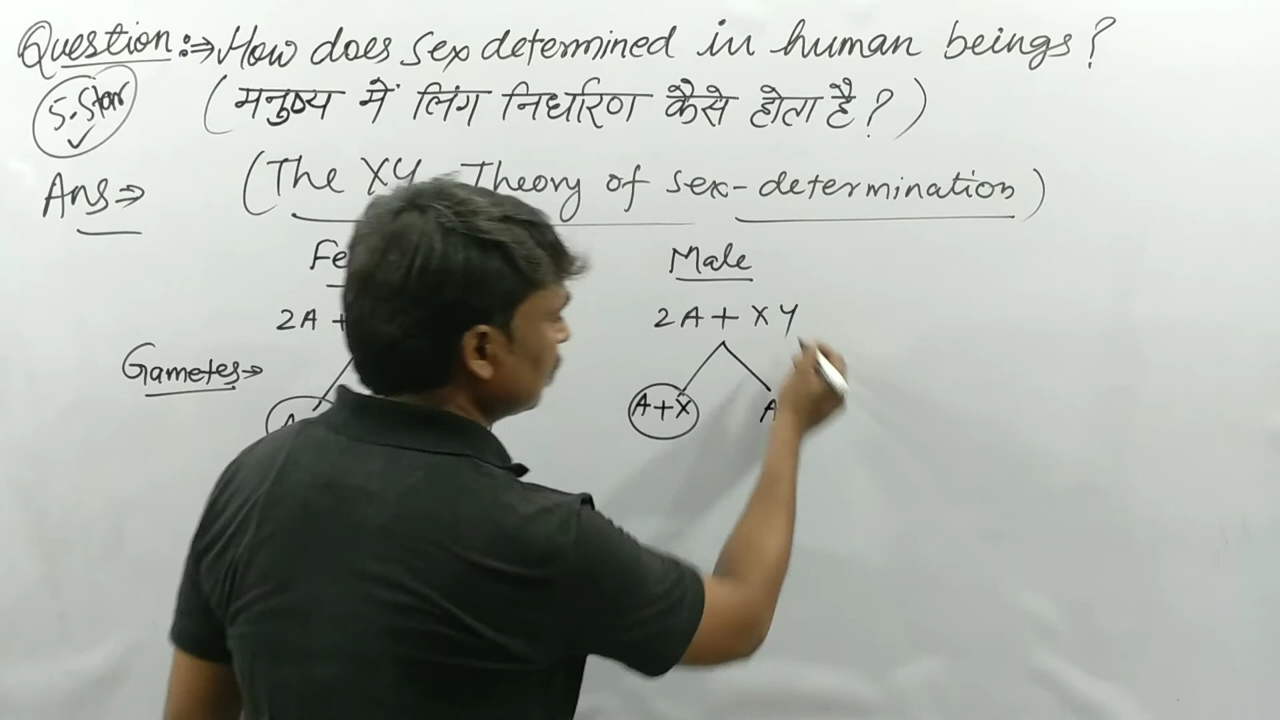 Question:⇒ How does sex determined in human beings?
5-Star ✓
(मनुष्य में लिंग निर्धारण कैसे होता है?)
Ans⇒
(The XY Theory of sex-determination)
Male
2A +
2A + XY
Gametes→
A+X
A